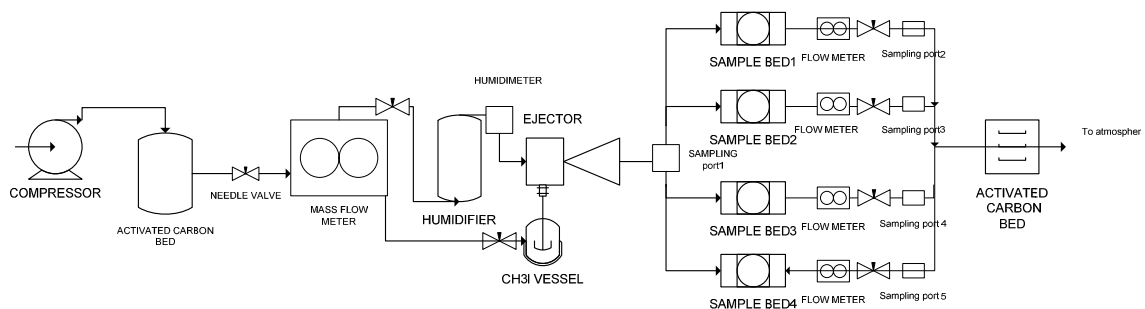 COMPRESSOR
ACTIVATED CARBON
BED
NEEDLE VALVE
MASS FLOW
METER
HUMIDIMETER
HUMIDIFIER
EJECTOR
CH3I VESSEL
SAMPLING
port1
SAMPLE BED1
FLOW METER
Sampling port2
SAMPLE BED2
FLOW METER
Sampling port3
SAMPLE BED3
FLOW METER
Sampling port 4
SAMPLE BED4
FLOW METER
Sampling port 5
ACTIVATED
CARBON
BED
To atmospher